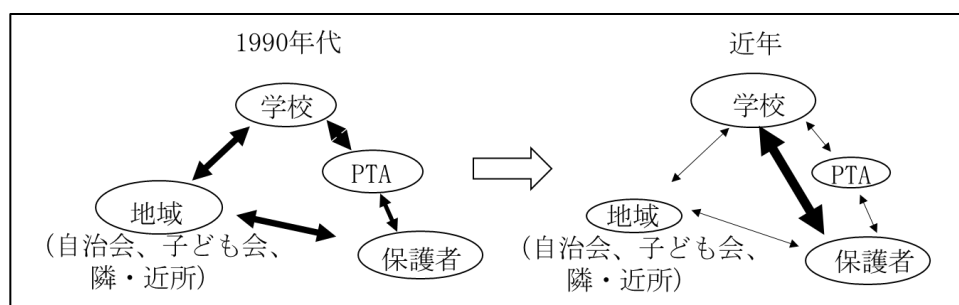 1990年代
学校
PTA
地域
(自治会、子ども会、
隣・近所)
保護者
近年
学校
PTA
地域
(自治会、子ども会、
隣・近所)
保護者